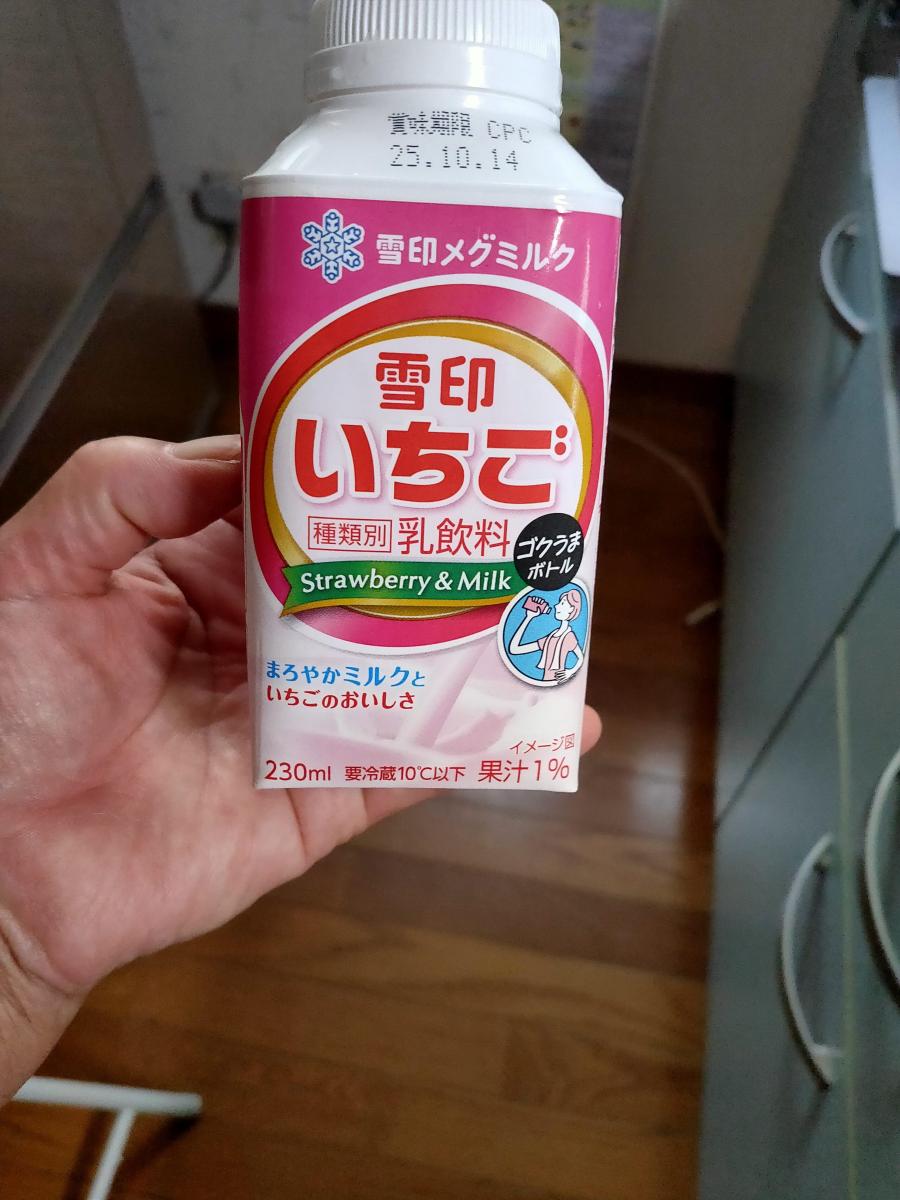 賞味期限 CPC
25.10.14
雪印メグミルク
雪印
いちご
種類別 乳飲料
ゴクうま
ボトル
Strawberry & Milk
まろやかミルクと
いちごのおいしさ
イメージ図
230ml 要冷蔵10℃以下 果汁1%